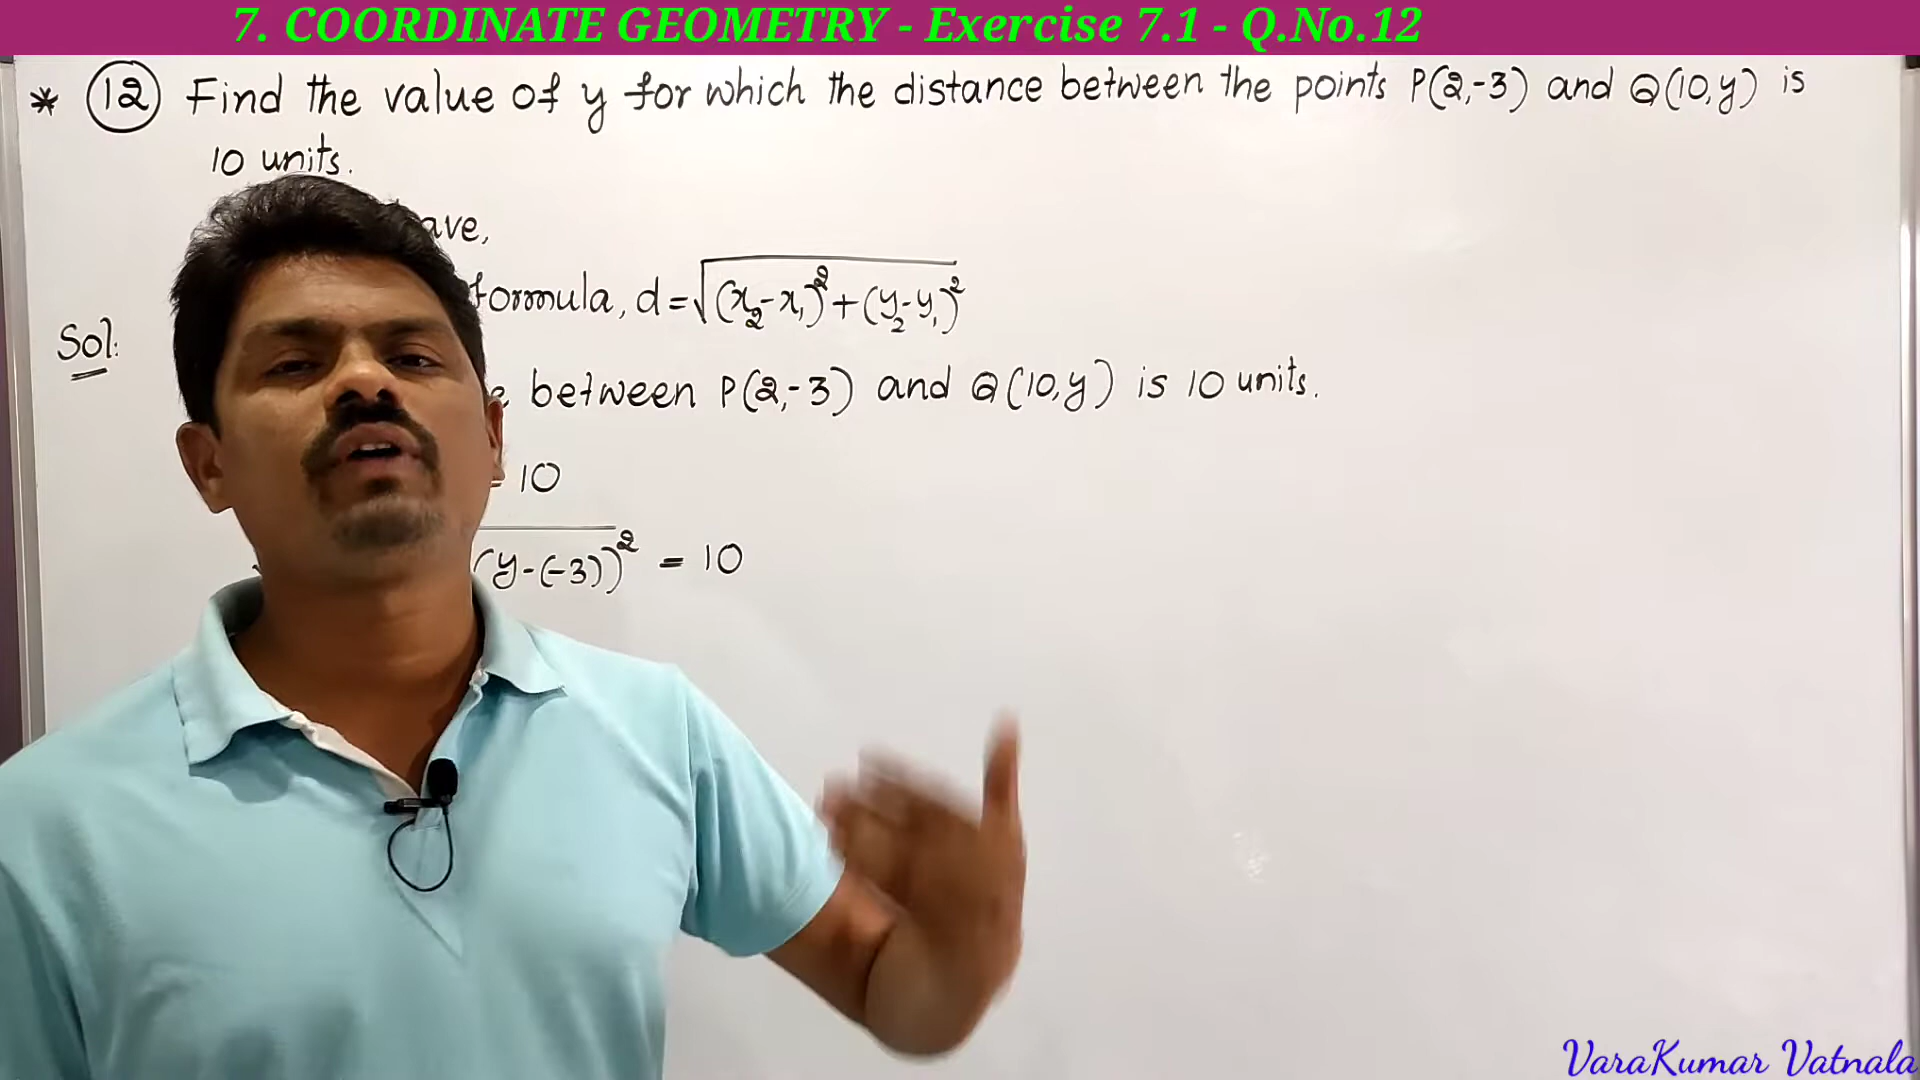 7. COORDINATE GEOMETRY - Exercise 7.1 - Q.No.12
* 12 Find the value of y for which the distance between the points P(2,-3) and Q(10,y) is
10 units.
ave,
Sol:
formula, d=√(x₂-x₁)²+(y₂-y₁)²
between P(2,-3) and Q(10,y) is 10 units.
10
(y-(-3))² = 10
VaraKumar Vatnala